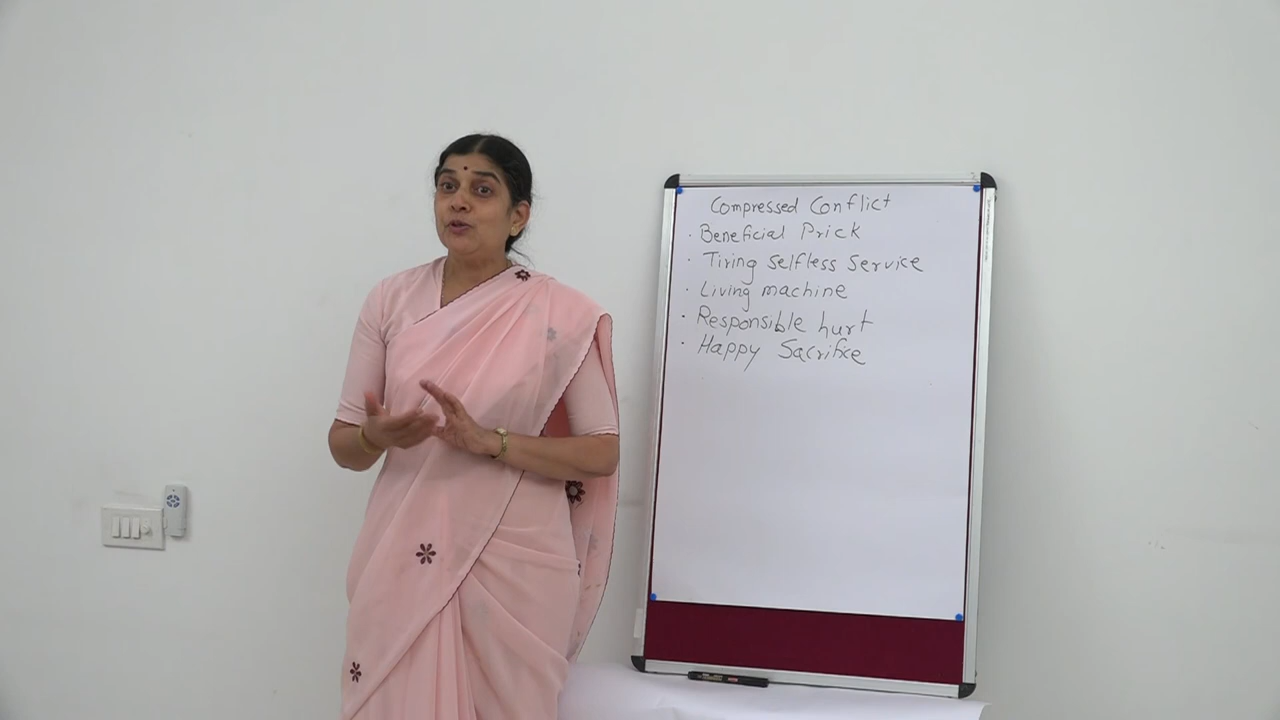 Compressed Conflict
· Beneficial Prick
· Tiring selfless service
· Living machine
· Responsible hurt
· Happy Sacrifice